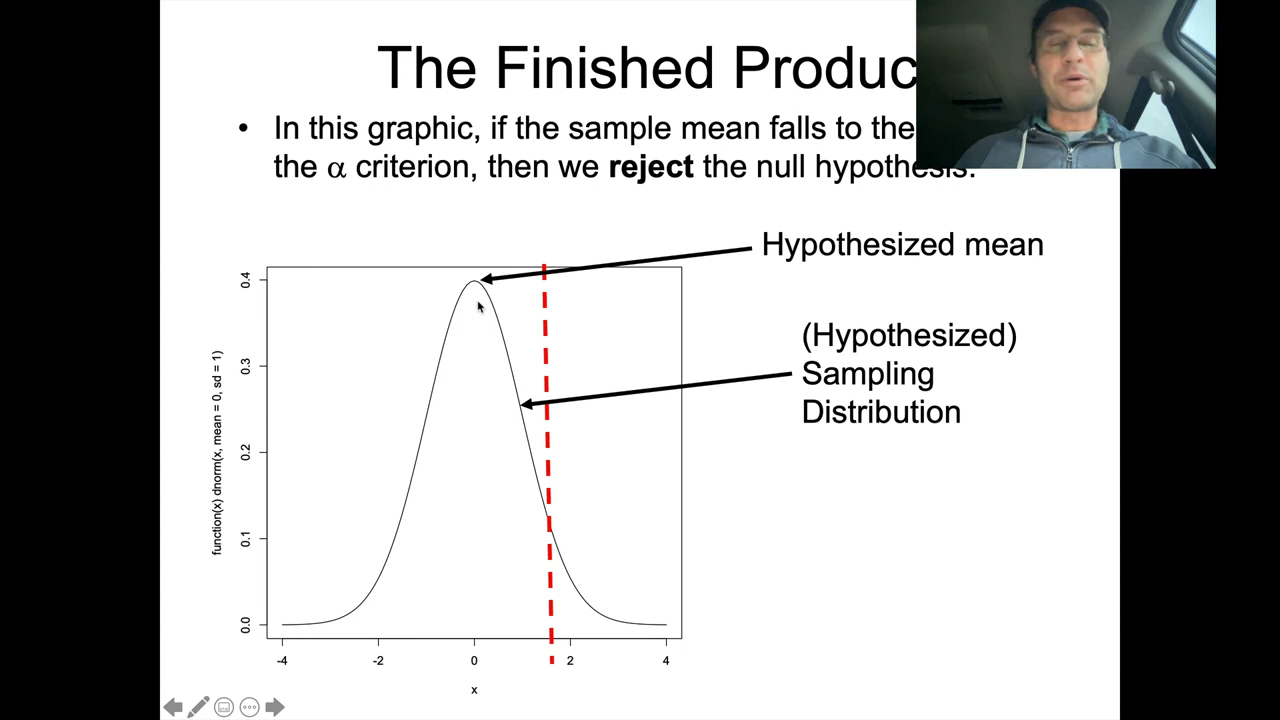 The Finished Produc
• In this graphic, if the sample mean falls to the
the α criterion, then we reject the null hypothesis.
Hypothesized mean
(Hypothesized)
Sampling
Distribution
function(x) dnorm(x, mean = 0, sd = 1)
0.4
0.3
0.2
0.1
0.0
-4 -2 0 2 4
x